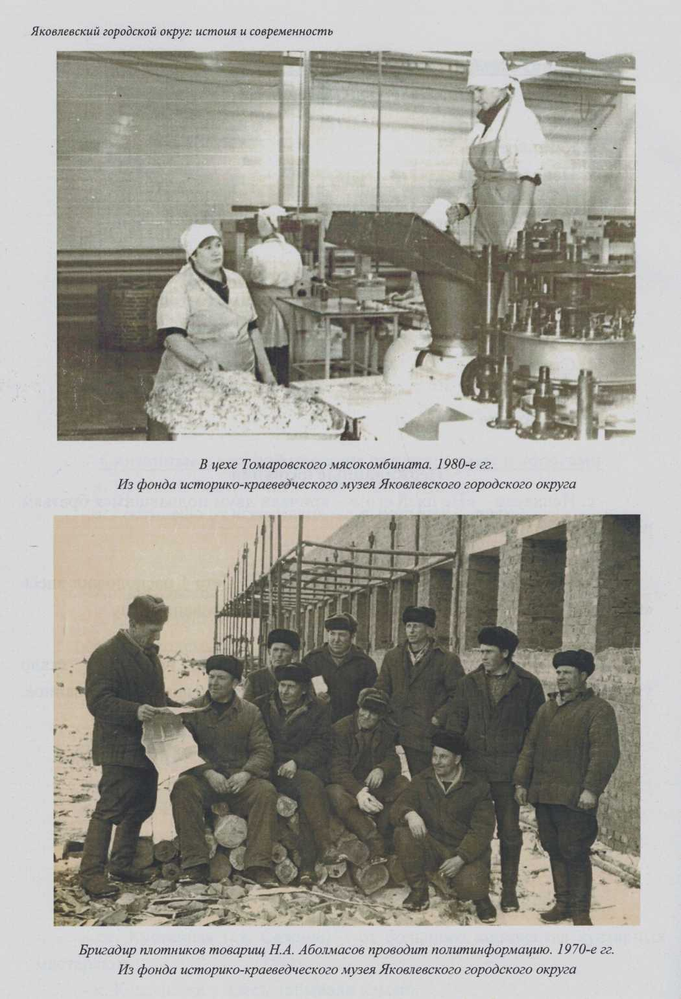 Яковлевский городской округ: истоия и современность
В цехе Томаровского мясокомбината. 1980-е гг.
Из фонда историко-краеведческого музея Яковлевского городского округа
Бригадир плотников товарищ Н.А. Аболмасов проводит политинформацию. 1970-е гг.
Из фонда историко-краеведческого музея Яковлевского городского округа